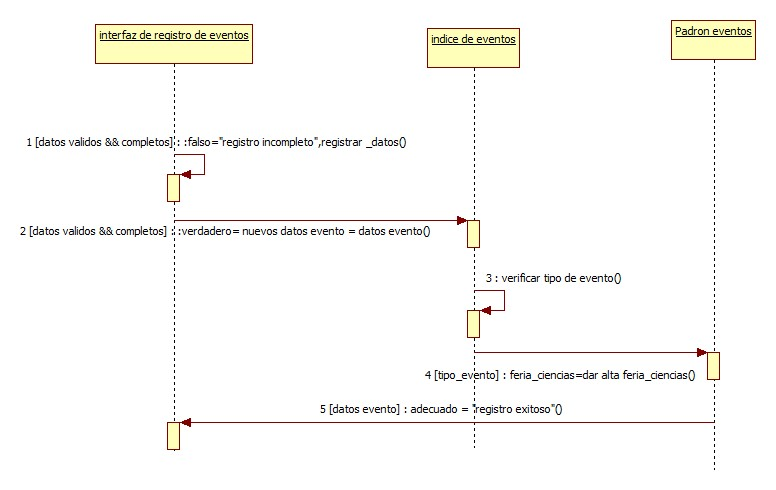 interfaz de registro de eventos
indice de eventos
Padron eventos
1 [datos validos && completos] : :falso="registro incompleto",registrar _datos()
2 [datos validos && completos] : :verdadero= nuevos datos evento = datos evento()
3 : verificar tipo de evento()
4 [tipo_evento] : feria_ciencias=dar alta feria_ciencias()
5 [datos evento] : adecuado = "registro exitoso"()